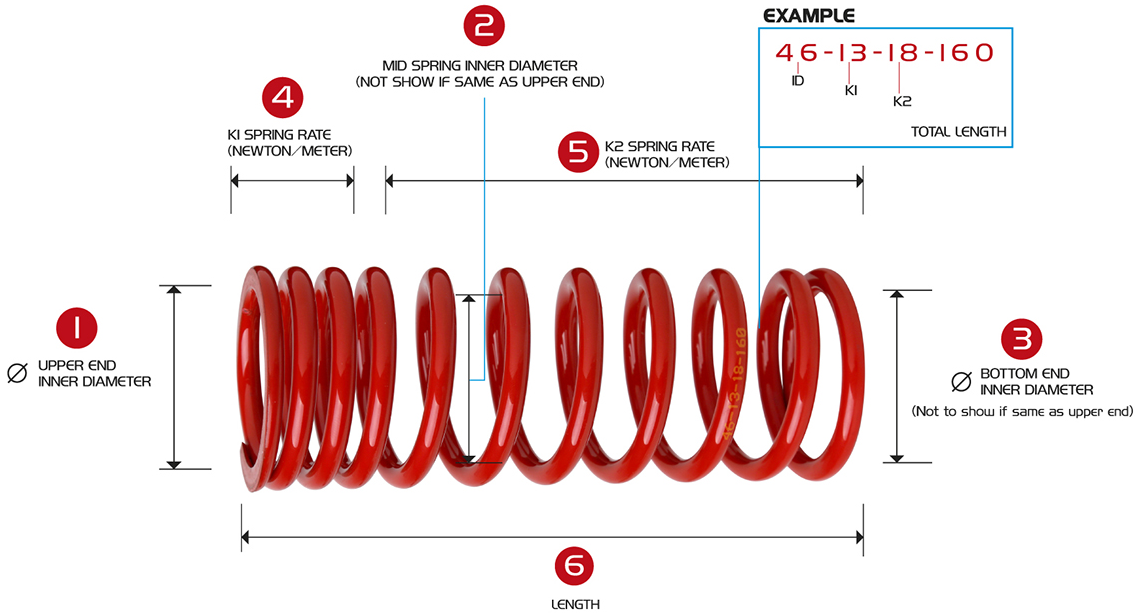 EXAMPLE
46-13-18-160
ID
K1
K2
TOTAL LENGTH
2
MID SPRING INNER DIAMETER
(NOT SHOW IF SAME AS UPPER END)
4
K1 SPRING RATE
(NEWTON/METER)
5
K2 SPRING RATE
(NEWTON/METER)
1
Ø UPPER END
INNER DIAMETER
46-13-18-160
3
Ø BOTTOM END
INNER DIAMETER
(Not to show if same as upper end)
6
LENGTH